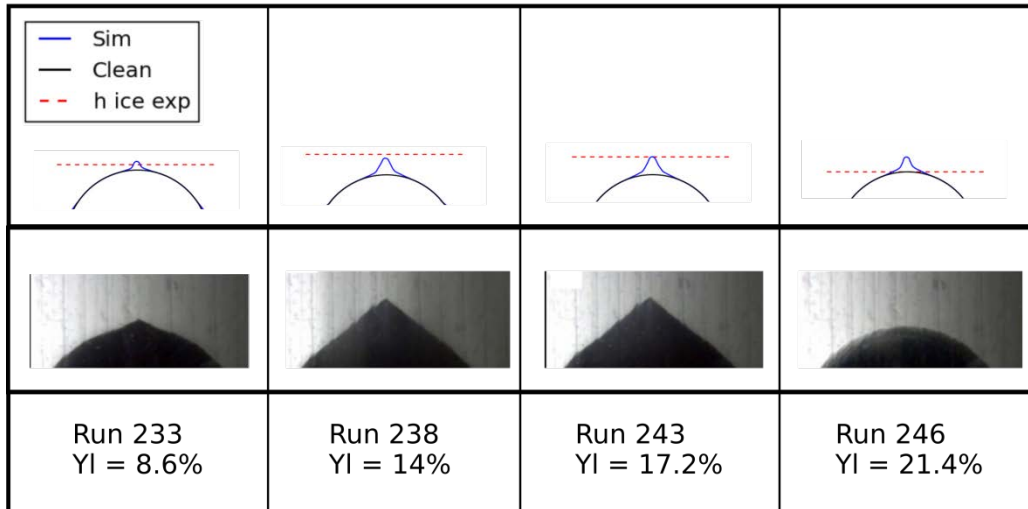 Sim
Clean
h ice exp
Run 233
Yl = 8.6%
Run 238
Yl = 14%
Run 243
Yl = 17.2%
Run 246
Yl = 21.4%